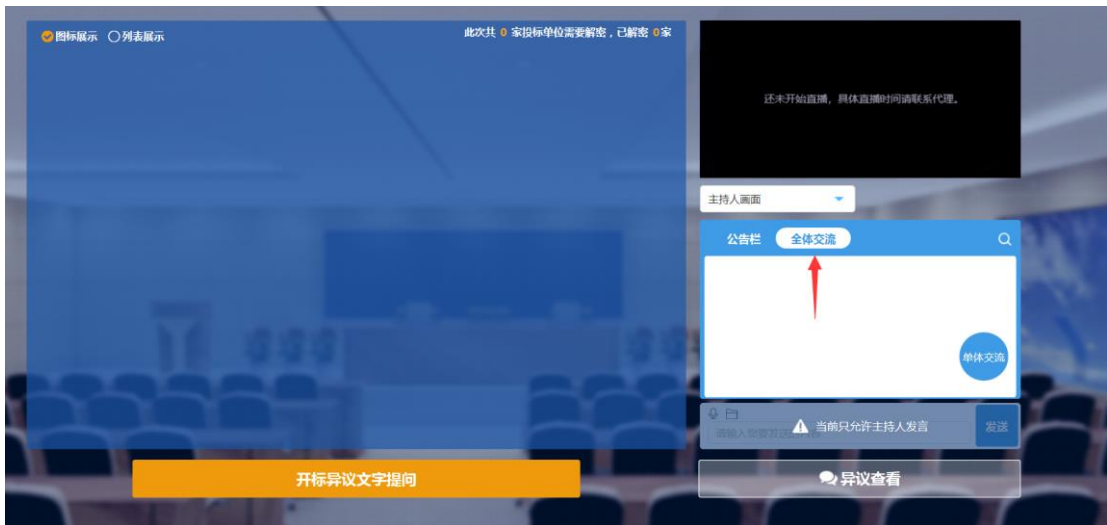 图标展示 列表展示
此次共 0 家投标单位需要解密，已解密 0家
还未开始直播，具体直播时间请联系代理。
主持人画面
公告栏 全体交流
单体交流
当前只允许主持人发言
发送
开标异议文字提问
异议查看